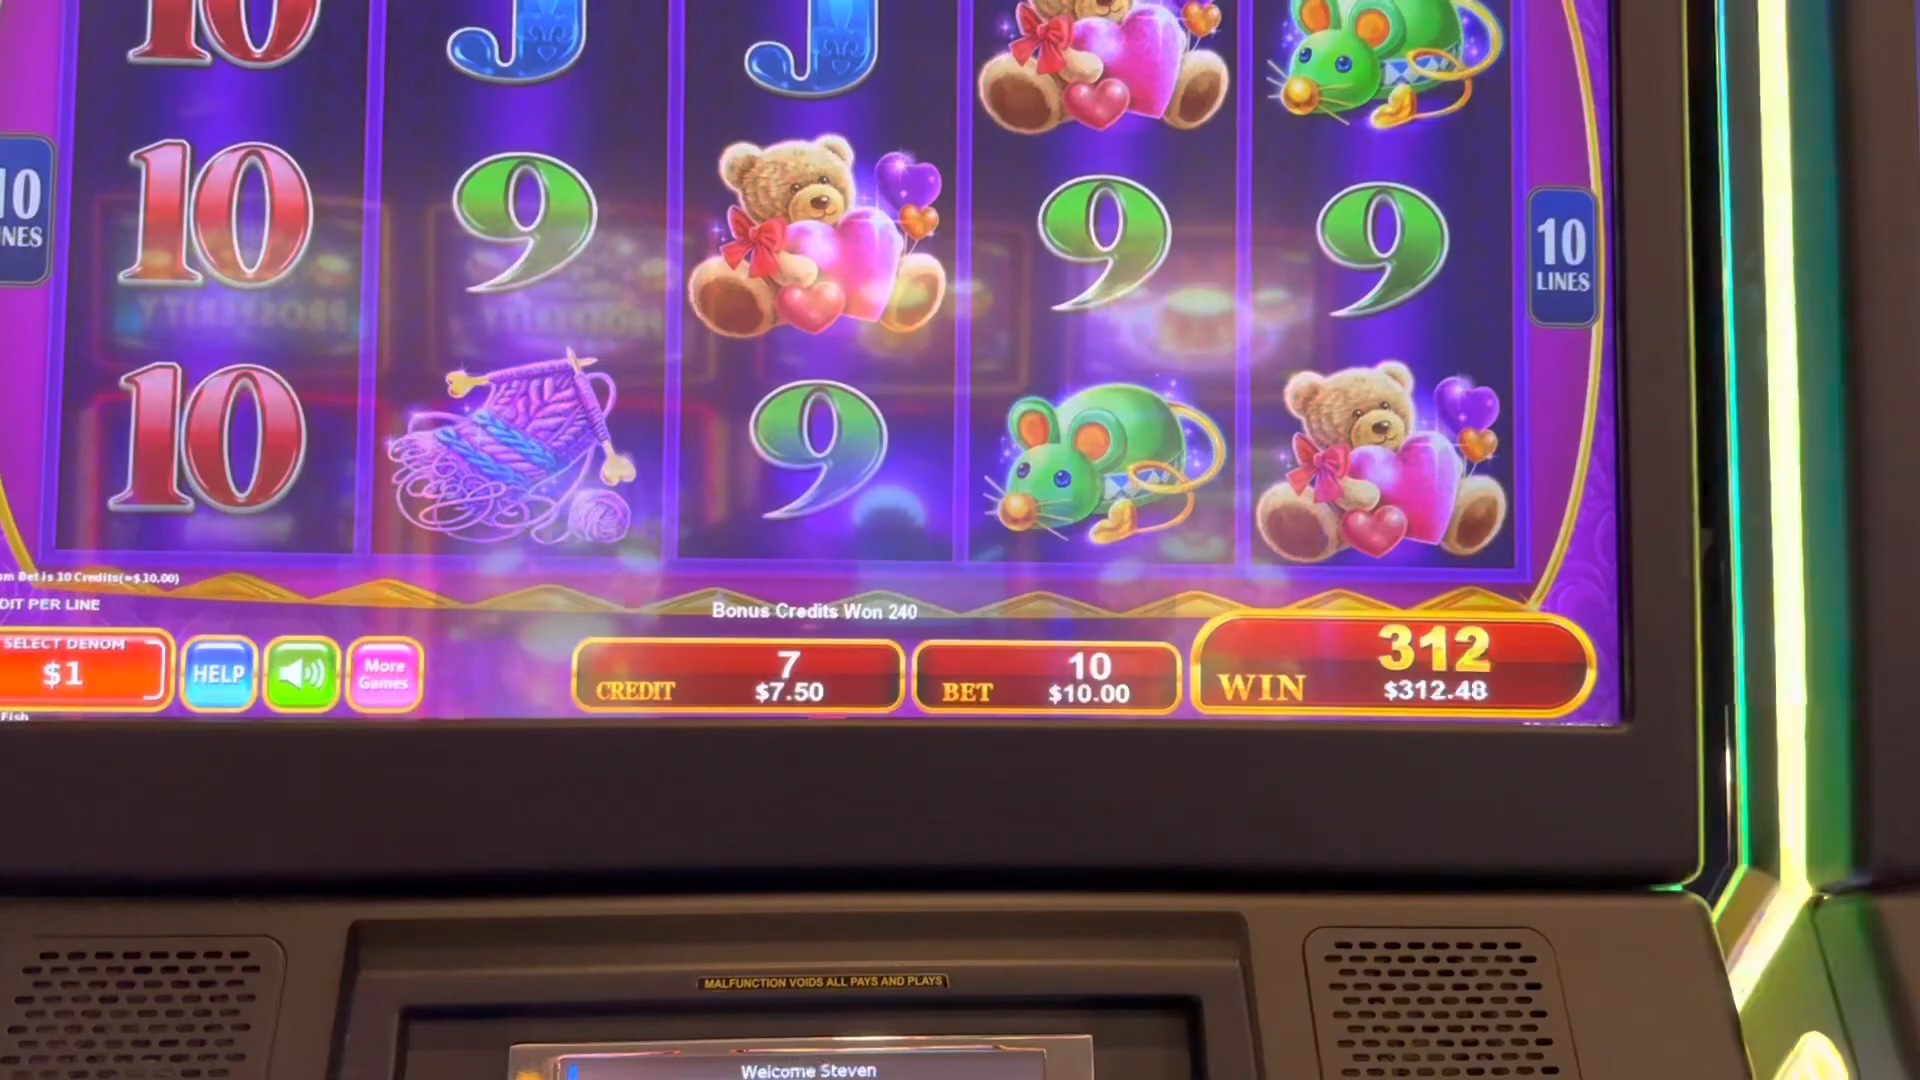 10
J
J
10
9
9
9
10
LINES
10
LINES
10
9
Bet is 10 Credits(=$10.00)
PER LINE
Bonus Credits Won 240
SELECT DENOM
$1
HELP
More
Games
CREDIT
7
$7.50
BET
10
$10.00
WIN
312
$312.48
Fish
MALFUNCTION VOIDS ALL PAYS AND PLAYS
Welcome Steven